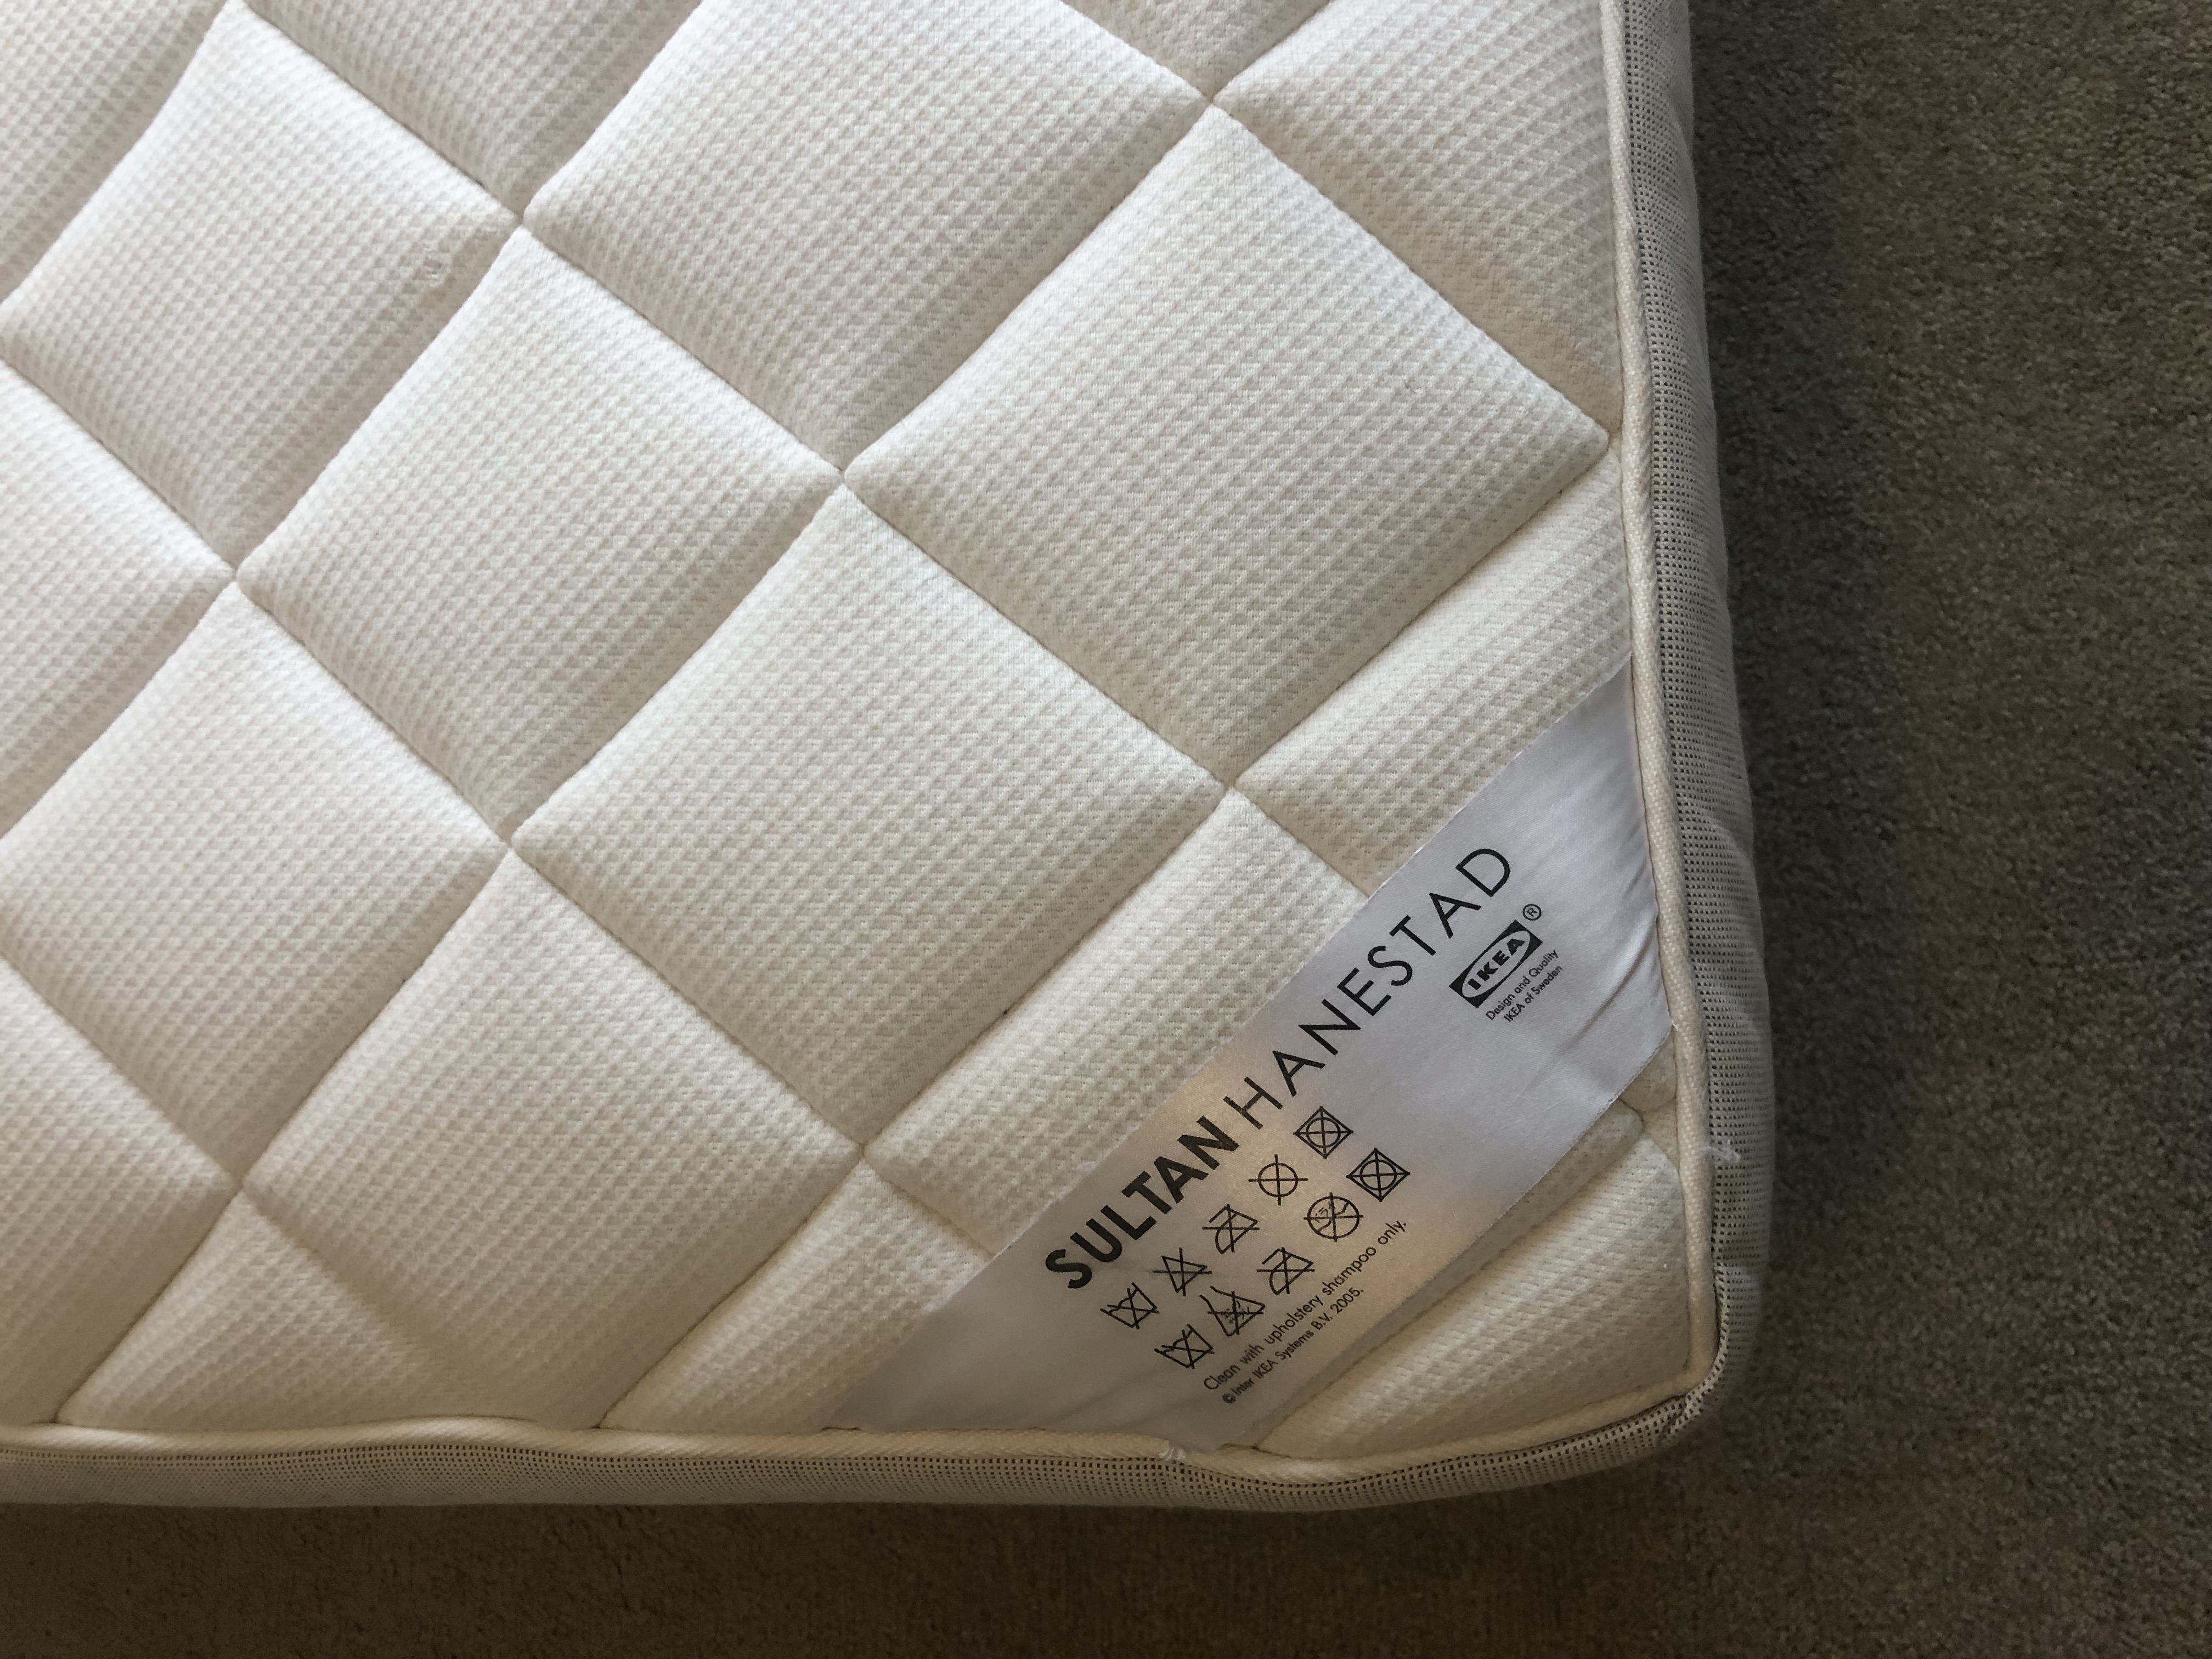 SULTAN HANESTAD
IKEA®
Design and Quality
IKEA of Sweden
Clean with upholstery shampoo only.
© Inter IKEA Systems B.V. 2005.